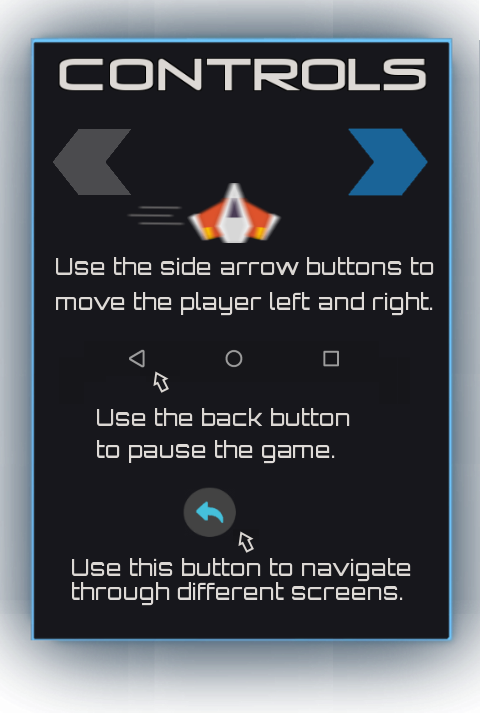 CONTROLS
Use the side arrow buttons to
move the player left and right.
Use the back button
to pause the game.
Use this button to navigate
through different screens.